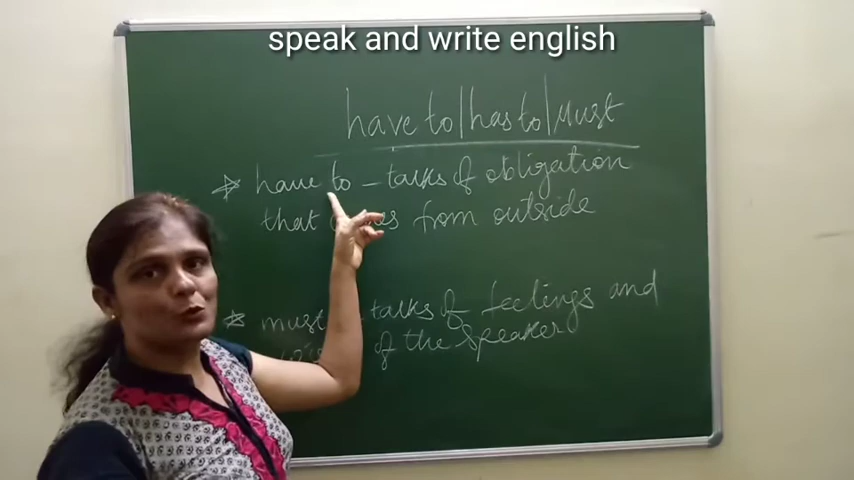 speak and write english
have to/has to/Must
have to - talks of obligation
that from outside
must talks of feelings and
of the speaker